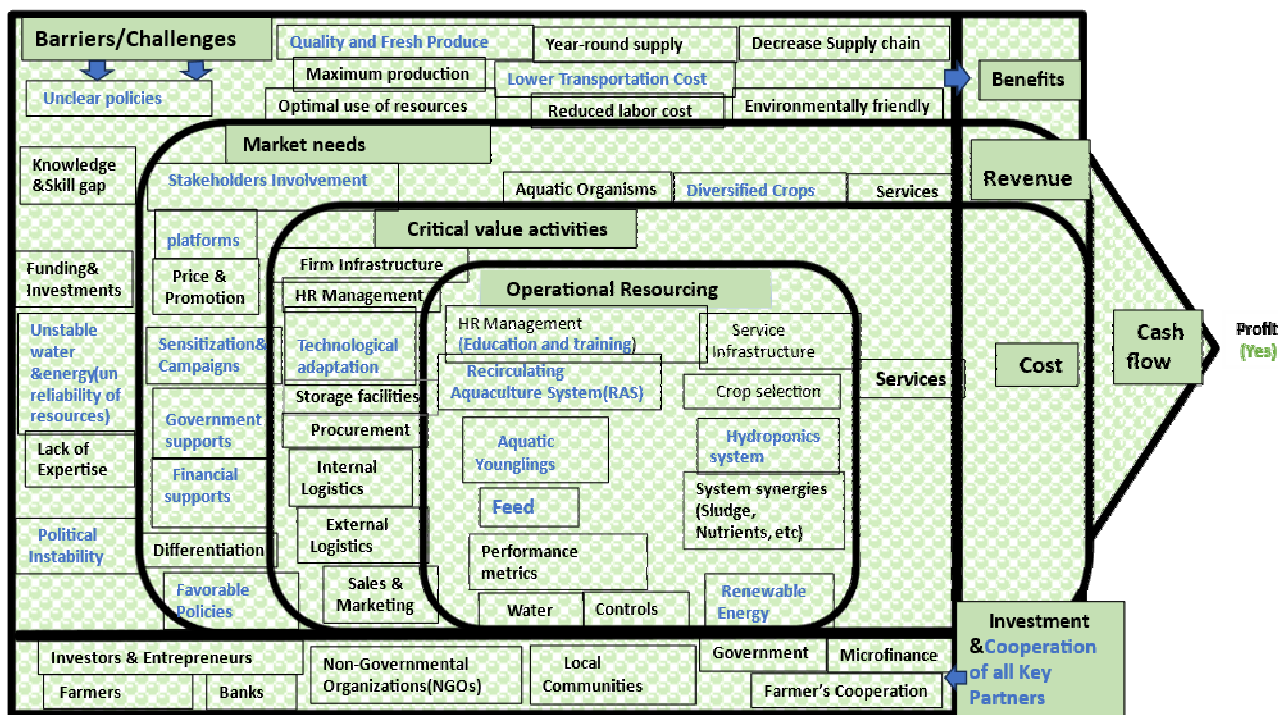 Barriers/Challenges
Unclear policies
Quality and Fresh Produce
Year-round supply
Decrease Supply chain
Maximum production
Lower Transportation Cost
Optimal use of resources
Reduced labor cost
Environmentally friendly
Benefits
Knowledge
&Skill gap
Funding&
Investments
Unstable
water
&energy(un
reliability of
resources)
Lack of
Expertise
Political
Instability
Market needs
Stakeholders Involvement
Aquatic Organisms
Diversified Crops
Services
Revenue
platforms
Price &
Promotion
Sensitization&
Campaigns
Government
supports
Financial
supports
Differentiation
Favorable
Policies
Critical value activities
Firm Infrastructure
HR Management
Technological
adaptation
Storage facilities
Procurement
Internal
Logistics
External
Logistics
Sales &
Marketing
Services
Cost
Operational Resourcing
HR Management
(Education and training)
Recirculating
Aquaculture System(RAS)
Aquatic
Younglings
Feed
Performance
metrics
Water
Controls
Service
Infrastructure
Crop selection
Hydroponics
system
System synergies
(Sludge,
Nutrients, etc)
Renewable
Energy
Cash
flow
Profit
(Yes)
Investors & Entrepreneurs
Farmers
Banks
Non-Governmental
Organizations(NGOs)
Local
Communities
Government
Microfinance
Farmer's Cooperation
Investment
&Cooperation
of all Key
Partners